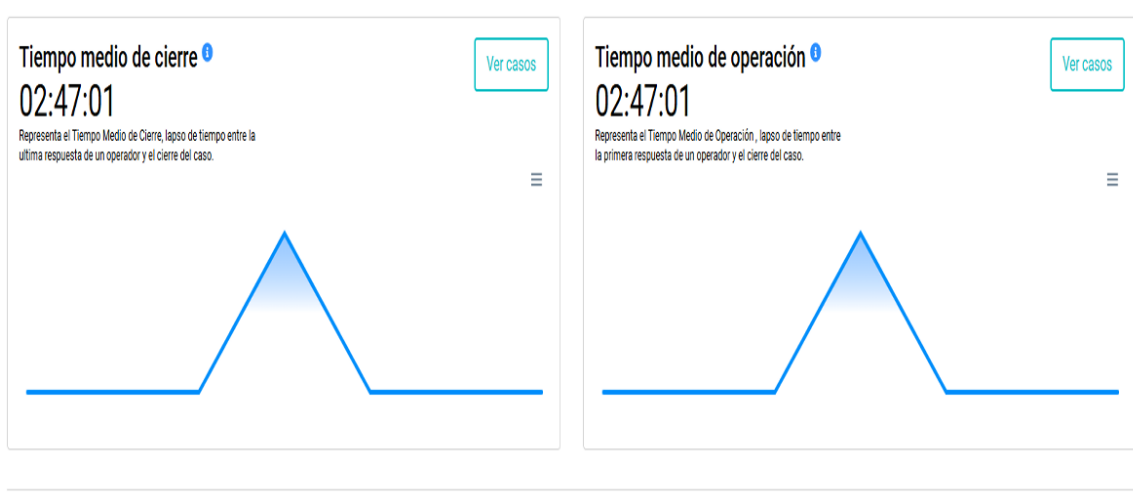 Tiempo medio de cierre
Ver casos
02:47:01
Representa el Tiempo Medio de Cierre, lapso de tiempo entre la
ultima respuesta de un operador y el cierre del caso.
Tiempo medio de operación
Ver casos
02:47:01
Representa el Tiempo Medio de Operación , lapso de tiempo entre
la primera respuesta de un operador y el cierre del caso.